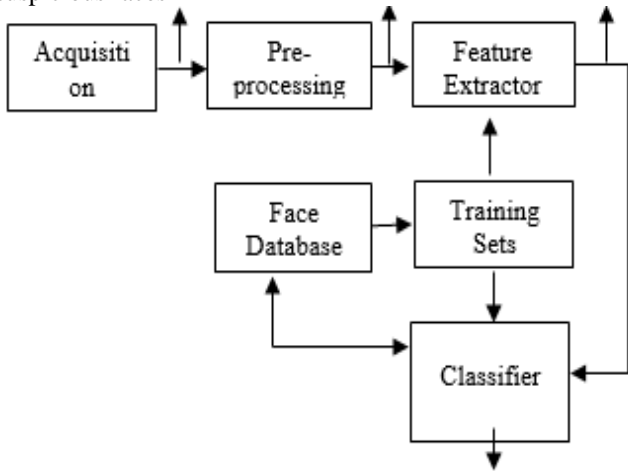 Acquisiti
on
Pre-
processing
Feature
Extractor
Face
Database
Training
Sets
Classifier